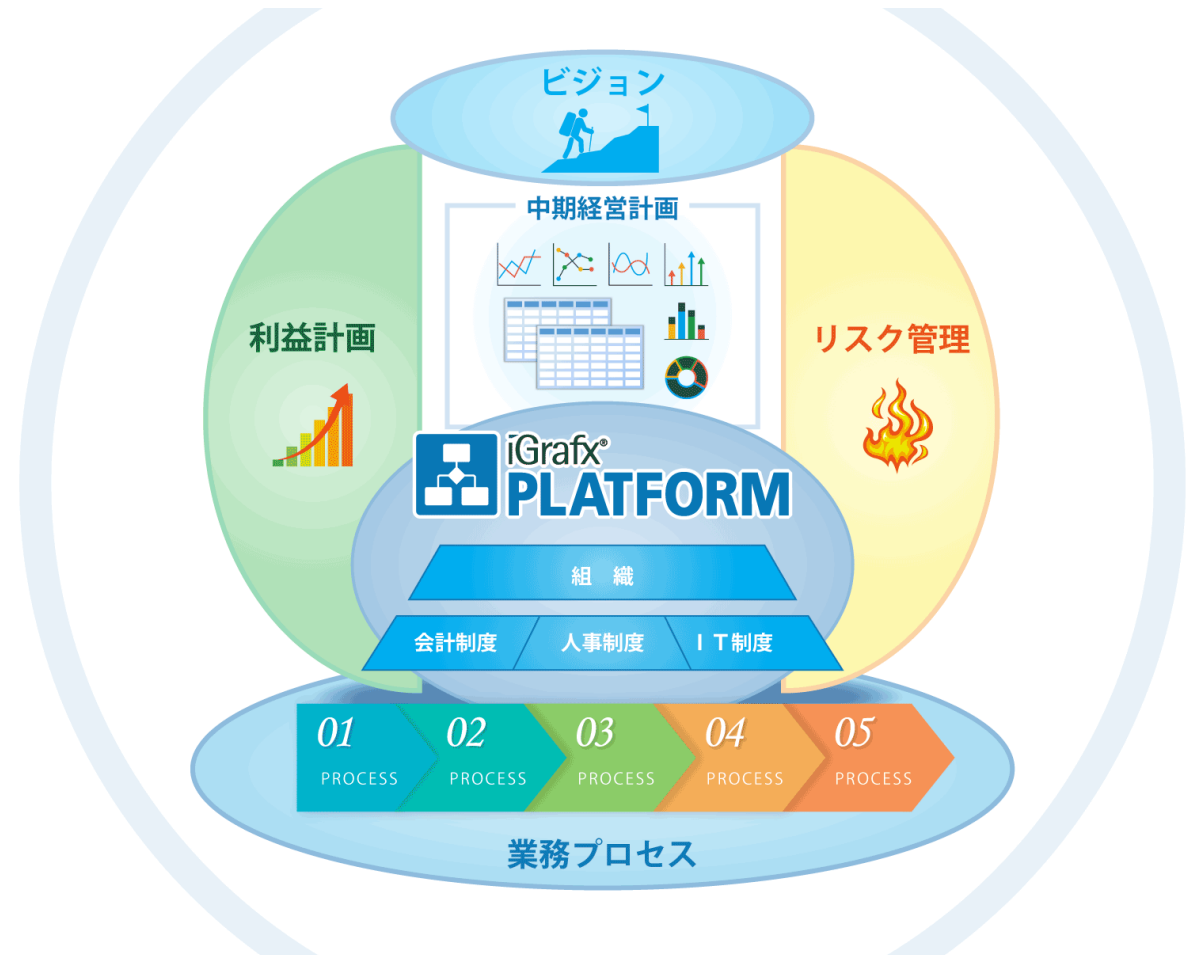 ビジョン
中期経営計画
利益計画
リスク管理
iGrafx®
PLATFORM
組　織
会計制度
人事制度
ＩＴ制度
01
PROCESS
02
PROCESS
03
PROCESS
04
PROCESS
05
PROCESS
業務プロセス